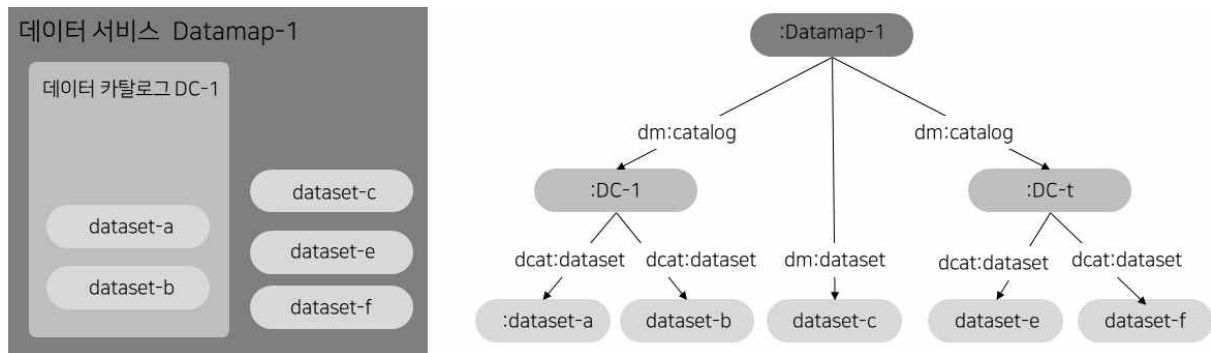 데이터 서비스 Datamap-1
데이터 카탈로그 DC-1
dataset-a
dataset-b
dataset-c
dataset-e
dataset-f
:Datamap-1
dm:catalog
dm:catalog
:DC-1
:DC-t
dcat:dataset
dcat:dataset
dm:dataset
dcat:dataset
dcat:dataset
:dataset-a
dataset-b
dataset-c
dataset-e
dataset-f